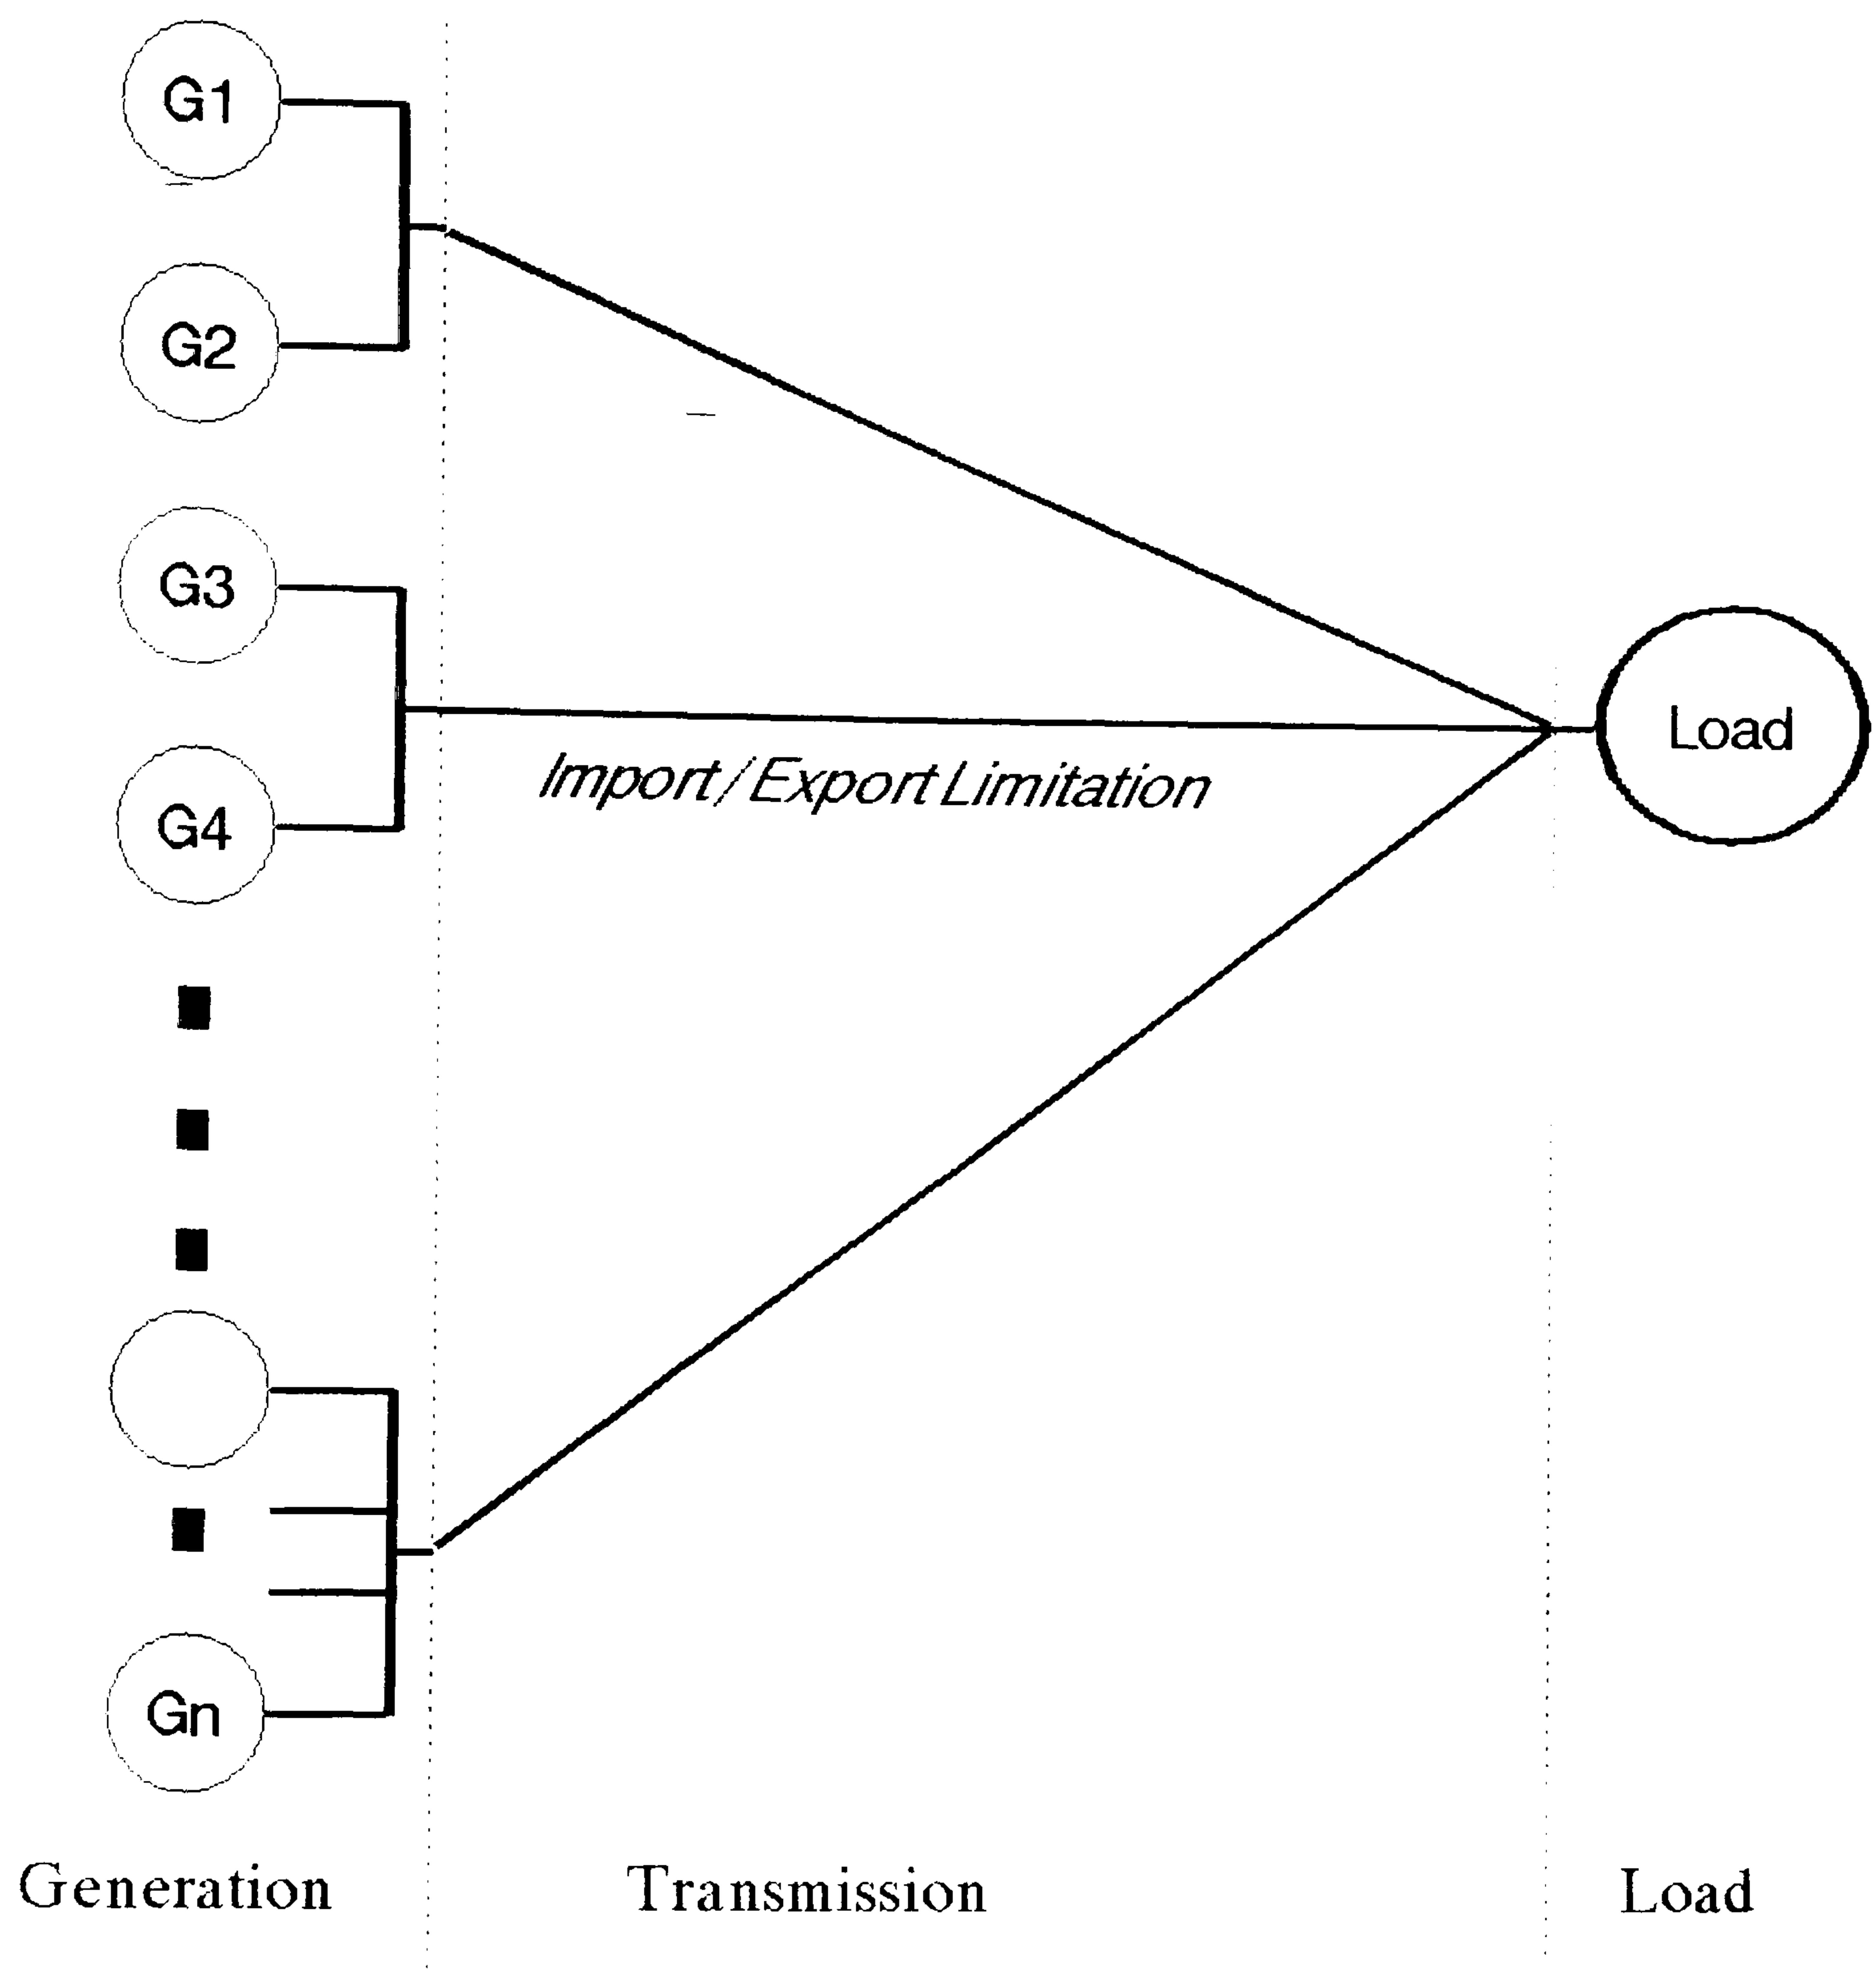 G1
G2
G3
Load
Import/Export Limitation
G4
Gn
Generation Transmission Load